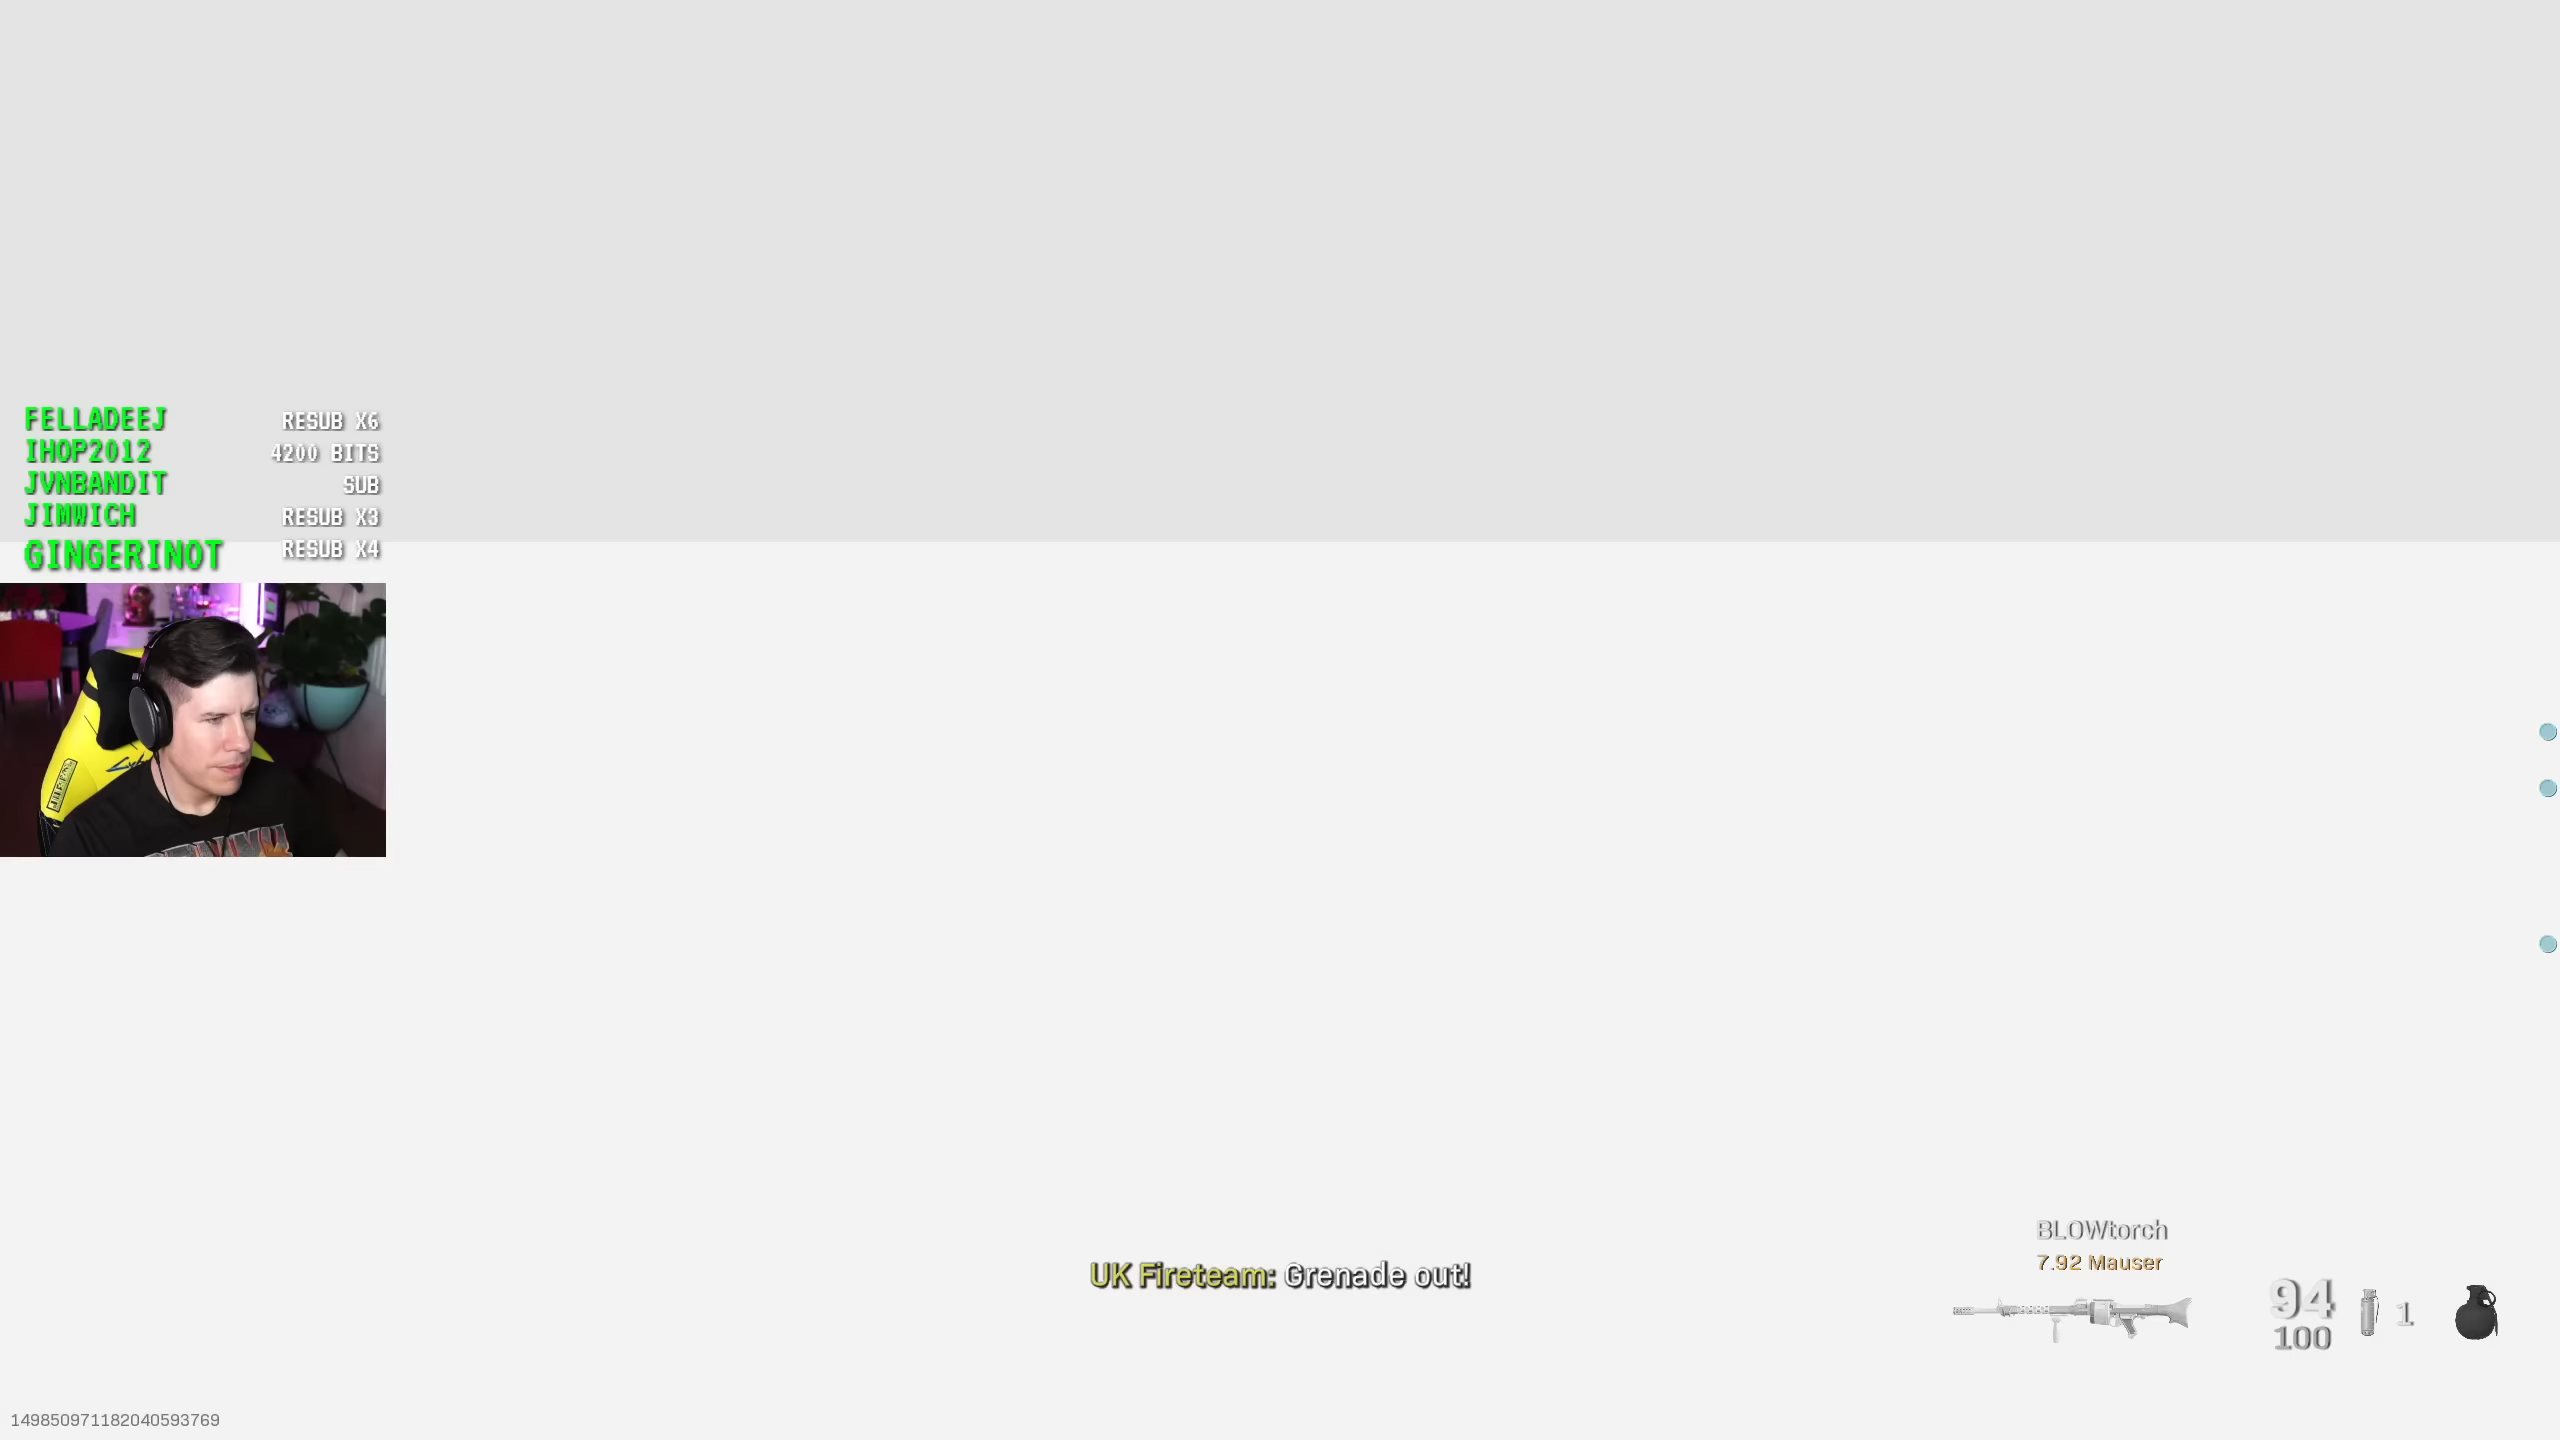 FELLADEEJ RESUB X6
IHOP2012 4200 BITS
JVNBANDIT SUB
JIMWICH RESUB X3
GINGERINOT RESUB X4
BLOWtorch
7.92 Mauser
UK Fireteam: Grenade out!
94
100
1
149850971182040593769